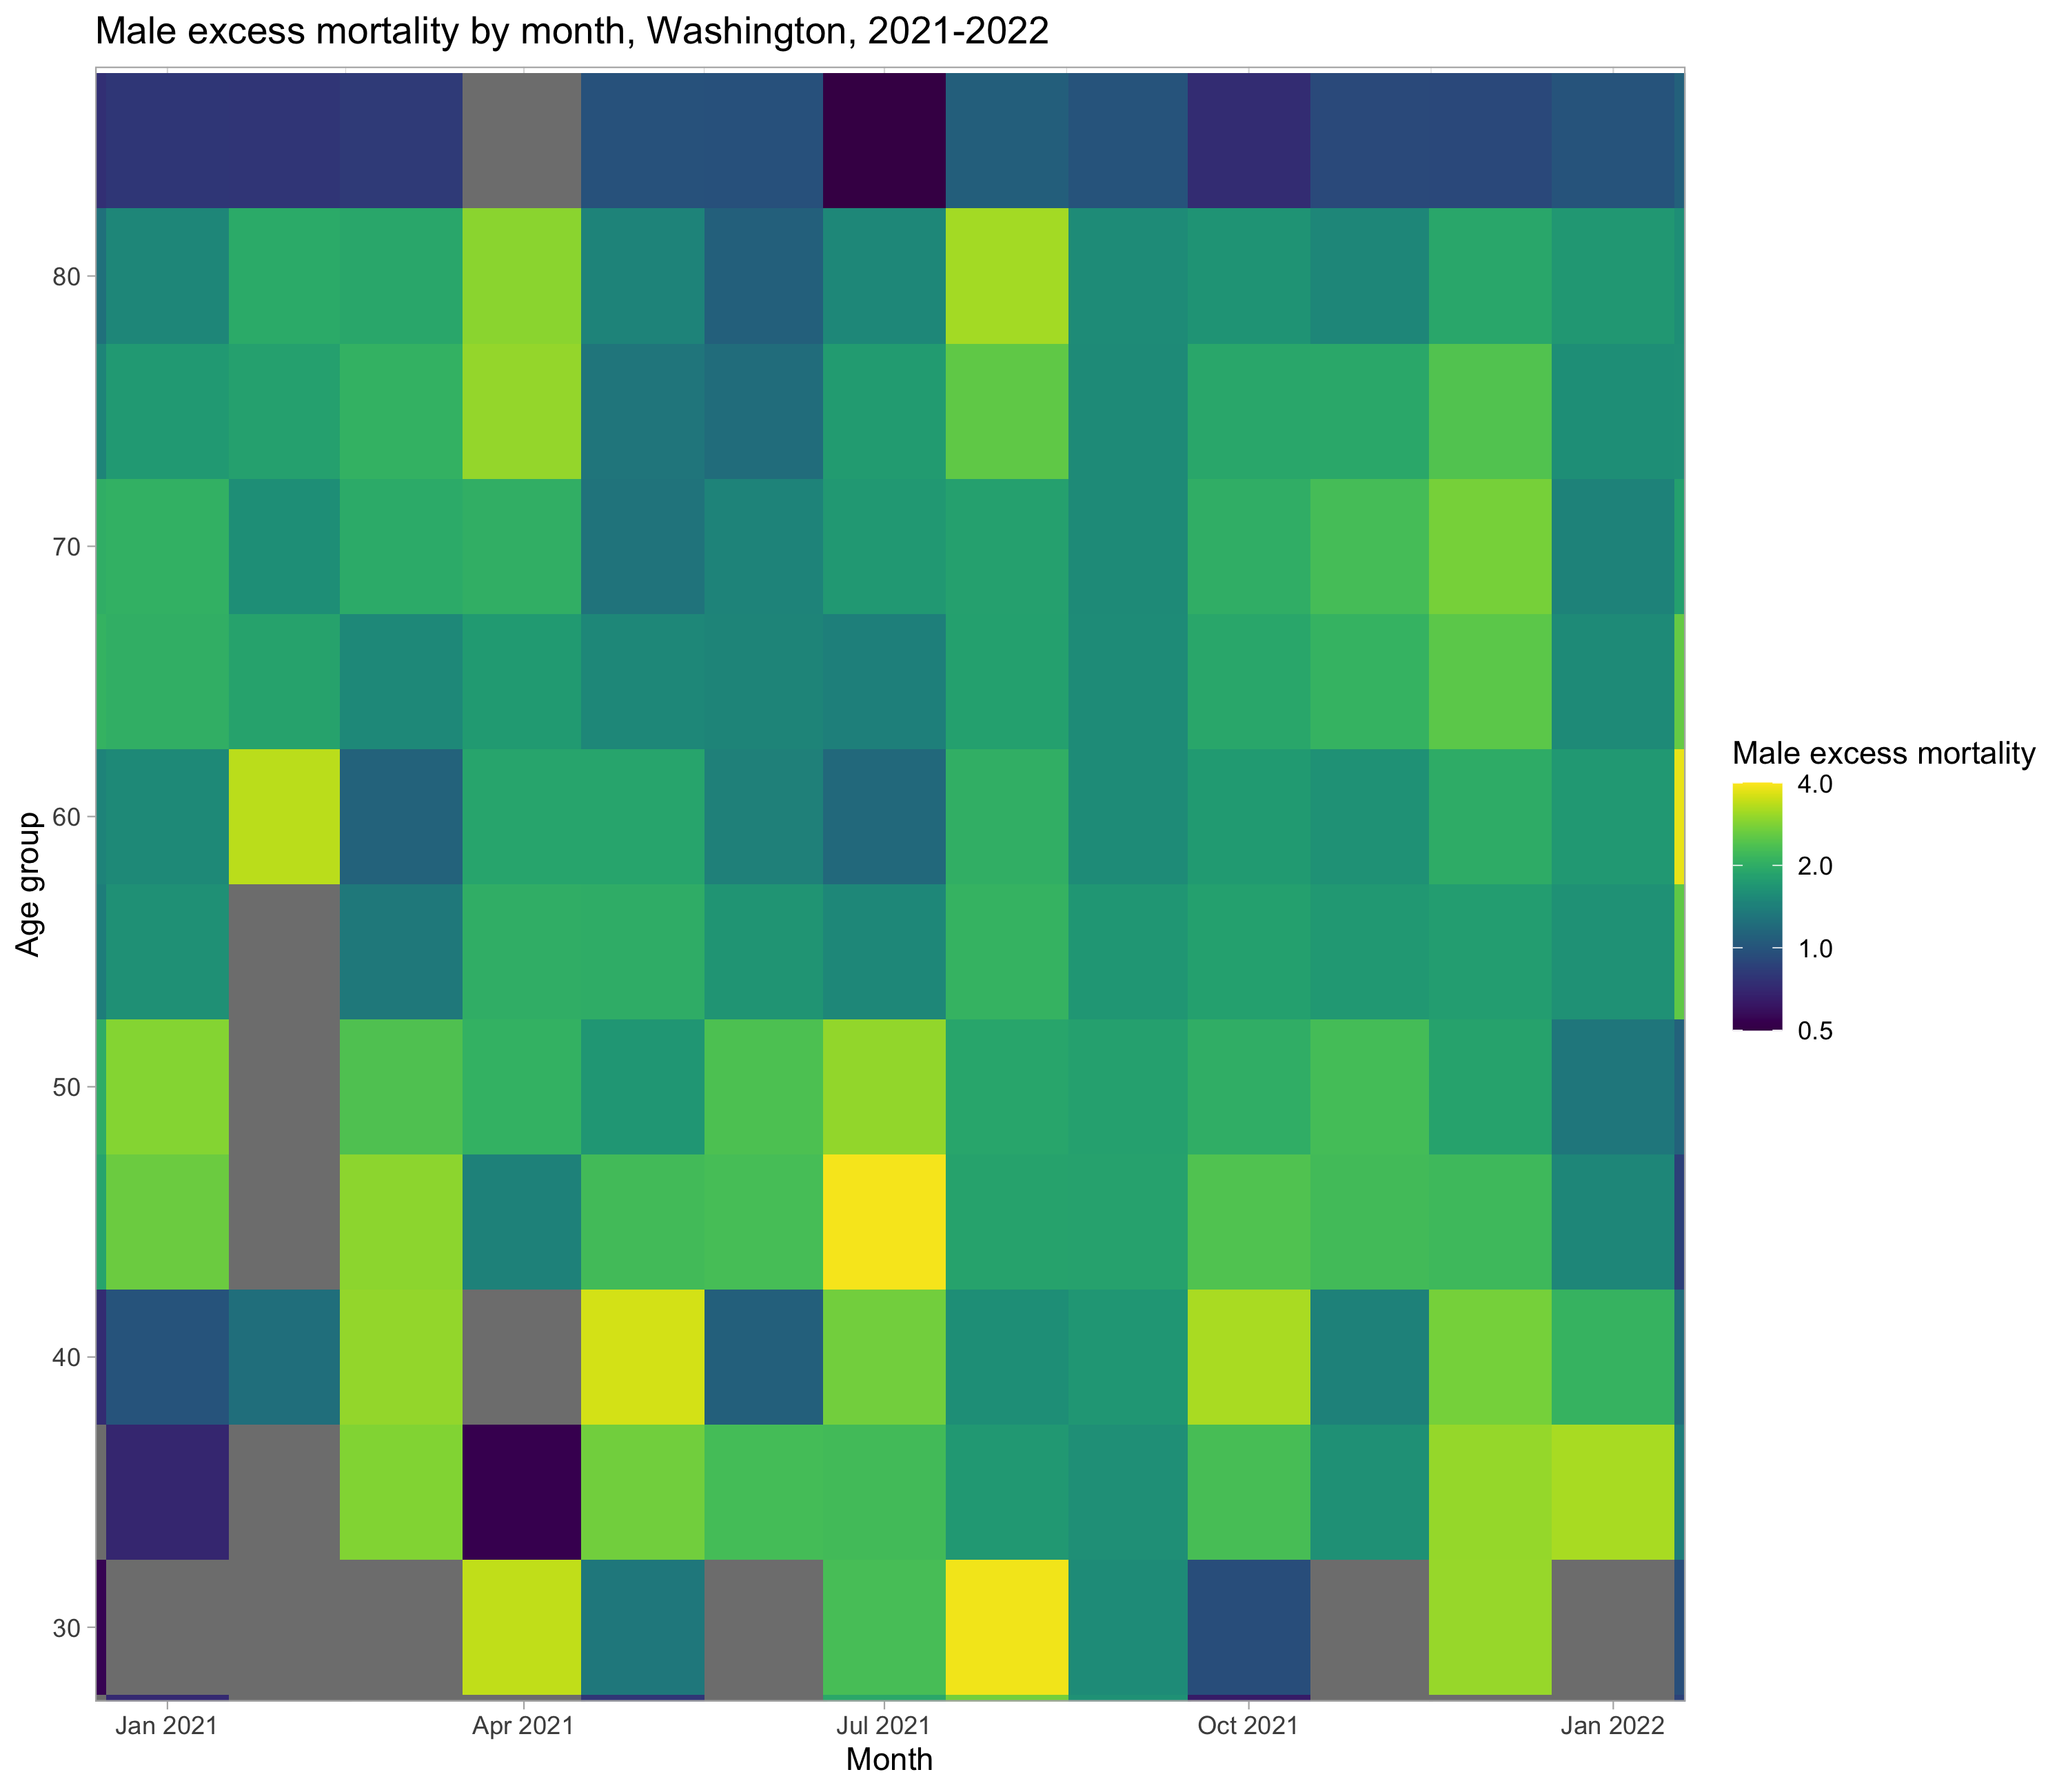 Male excess mortality by month, Washington, 2021-2022
80
70
60
50
40
30
Age group
Jan 2021
Apr 2021
Jul 2021
Oct 2021
Jan 2022
Month
Male excess mortality
4.0
2.0
1.0
0.5